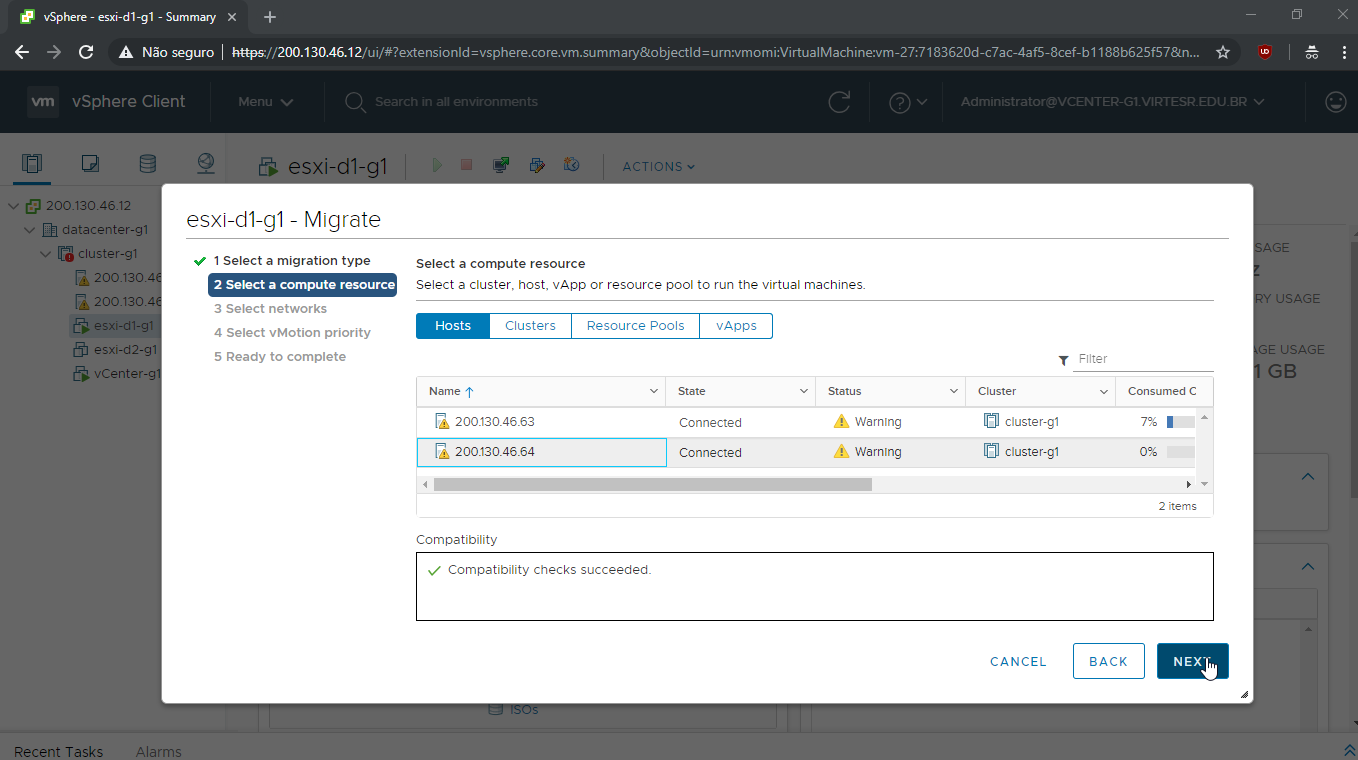 vSphere - esxi-d1-g1 - Summary
Não seguro https://200.130.46.12/ui/#?extensionId=vsphere.core.vm.summary&objectId=urn:vmomi:VirtualMachine:vm-27:7183620d-c7ac-4af5-8cef-b1188b625f57&n...
vm vSphere Client Menu Search in all environments Administrator@VCENTER-G1.VIRTESR.EDU.BR
esxi-d1-g1 ACTIONS
200.130.46.12
datacenter-g1
cluster-g1
200.130.46
200.130.46
esxi-d1-g1
esxi-d2-g1
vCenter-g1
esxi-d1-g1 - Migrate
1 Select a migration type
2 Select a compute resource
3 Select networks
4 Select vMotion priority
5 Ready to complete
Select a compute resource
Select a cluster, host, vApp or resource pool to run the virtual machines.
Hosts Clusters Resource Pools vApps
Filter
Name State Status Cluster Consumed C
200.130.46.63 Connected Warning cluster-g1 7%
200.130.46.64 Connected Warning cluster-g1 0%
2 items
Compatibility
Compatibility checks succeeded.
CANCEL BACK NEXT
SAGE
Z
RY USAGE
AGE USAGE
1 GB
ISOs
Recent Tasks Alarms